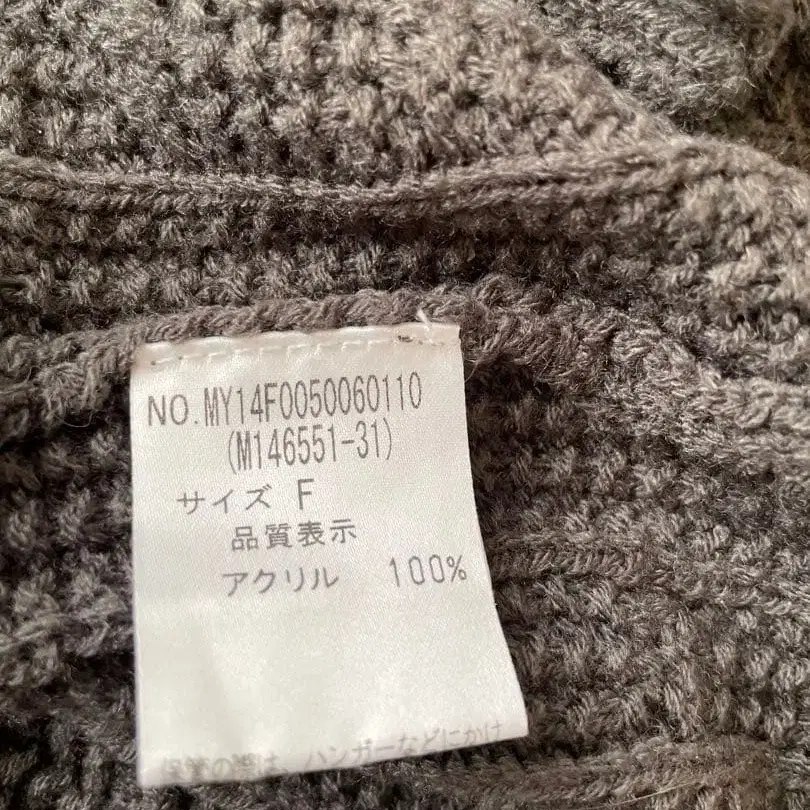 NO.MY14F0050060110
(M146551-31)
サイズ F
品質表示
アクリル 100%
保管の際は、ハンガーなどにかけ